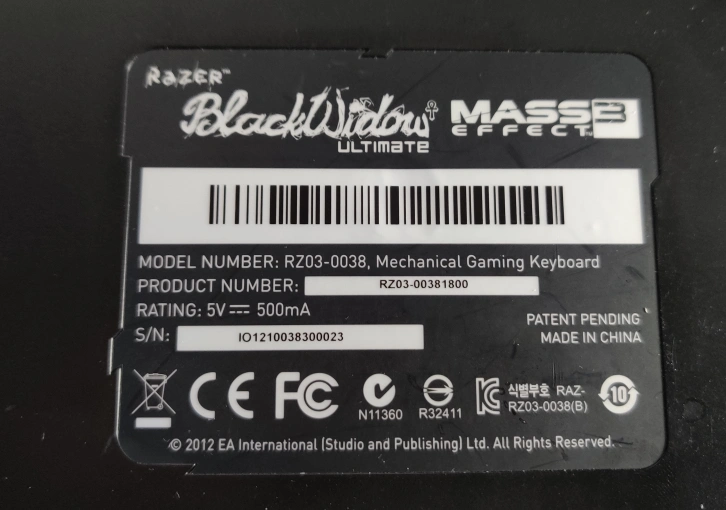 RAZER™
BlackWidow
ULTIMATE
MASS
EFFECT™ 3
MODEL NUMBER: RZ03-0038, Mechanical Gaming Keyboard
PRODUCT NUMBER: RZ03-00381800
RATING: 5V⎓ 500mA
S/N: IO1210038300023
PATENT PENDING
MADE IN CHINA
CE FC N11360 R32411 식별부호 RAZ-
RZ03-0038(B) 10
© 2012 EA International (Studio and Publishing) Ltd. All Rights Reserved.